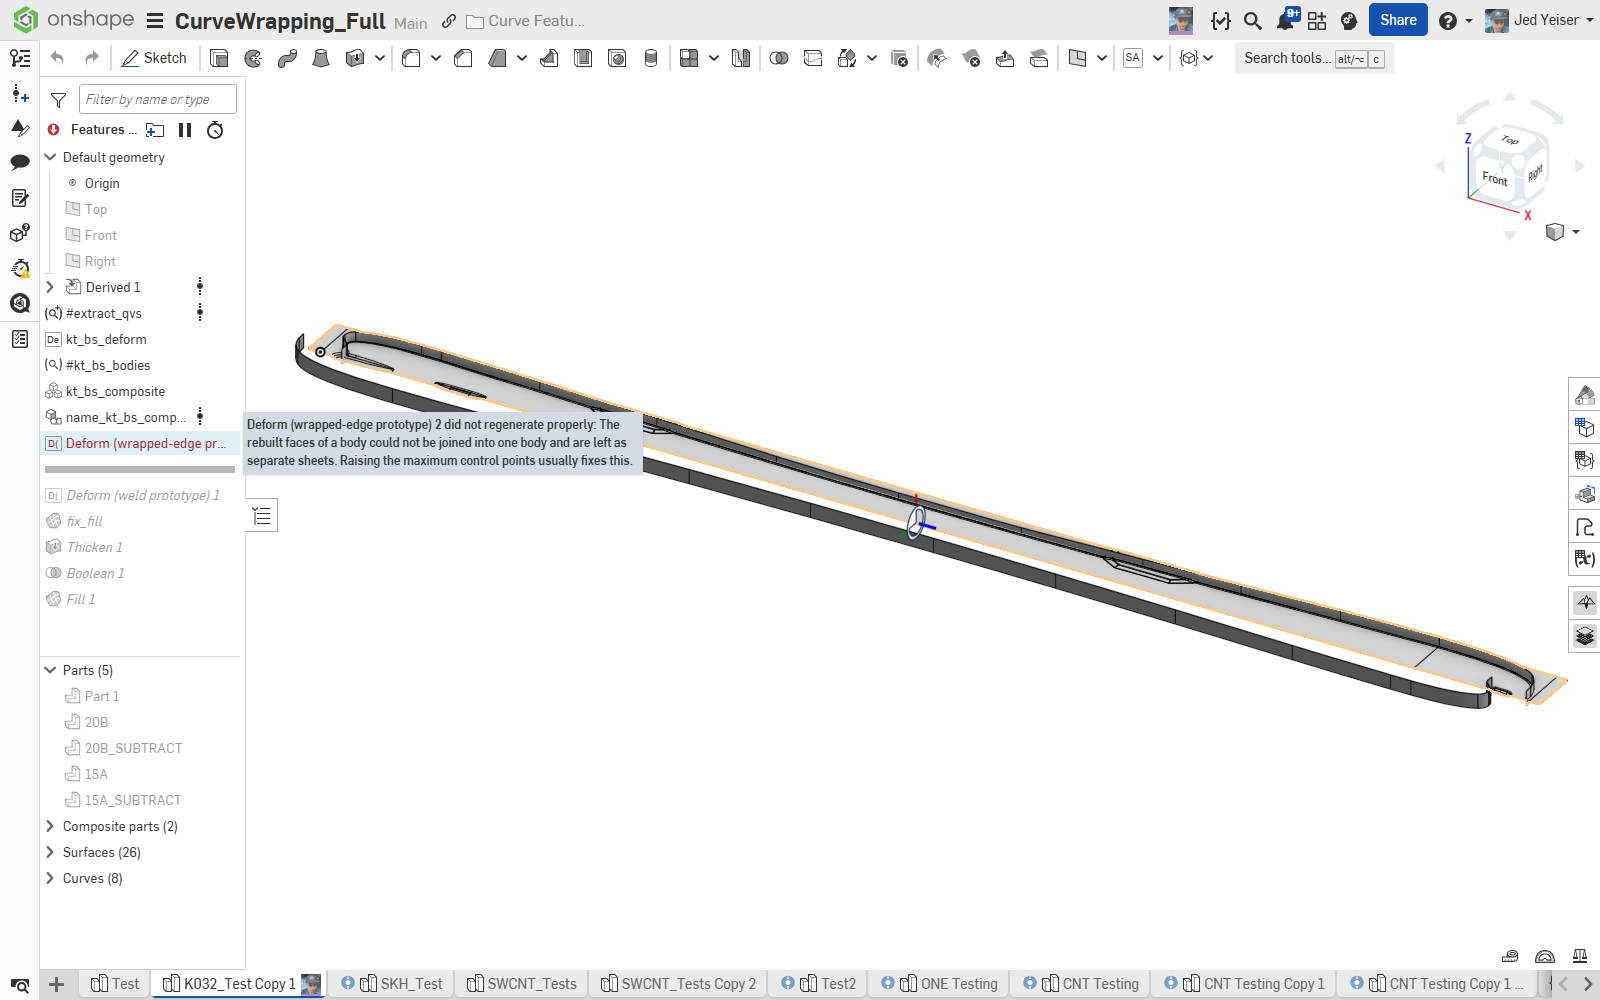 onshape
CurveWrapping_Full
Main
Curve Featu...
9+
Share
Jed Yeiser
Sketch
SA
Search tools...
alt/⌥
c
Filter by name or type
Features ...
Default geometry
Origin
Top
Front
Right
Derived 1
#extract_qvs
De
kt_bs_deform
#kt_bs_bodies
kt_bs_composite
name_kt_bs_comp...
D(
Deform (wrapped-edge pr...
D(
Deform (weld prototype) 1
fix_fill
Thicken 1
Boolean 1
Fill 1
Deform (wrapped-edge prototype) 2 did not regenerate properly: The
rebuilt faces of a body could not be joined into one body and are left as
separate sheets. Raising the maximum control points usually fixes this.
Z
Top
Y
Front
Right
X
Parts (5)
Part 1
20B
20B_SUBTRACT
15A
15A_SUBTRACT
Composite parts (2)
Surfaces (26)
Curves (8)
Test
K032_Test Copy 1
SKH_Test
SWCNT_Tests
SWCNT_Tests Copy 2
Test2
ONE Testing
CNT Testing
CNT Testing Copy 1
CNT Testing Copy 1 ...